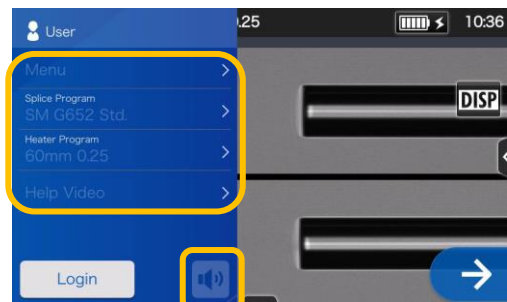 User
.25
10:36
Menu
Splice Program
SM G652 Std.
Heater Program
60mm 0.25
Help Video
DISP
Login